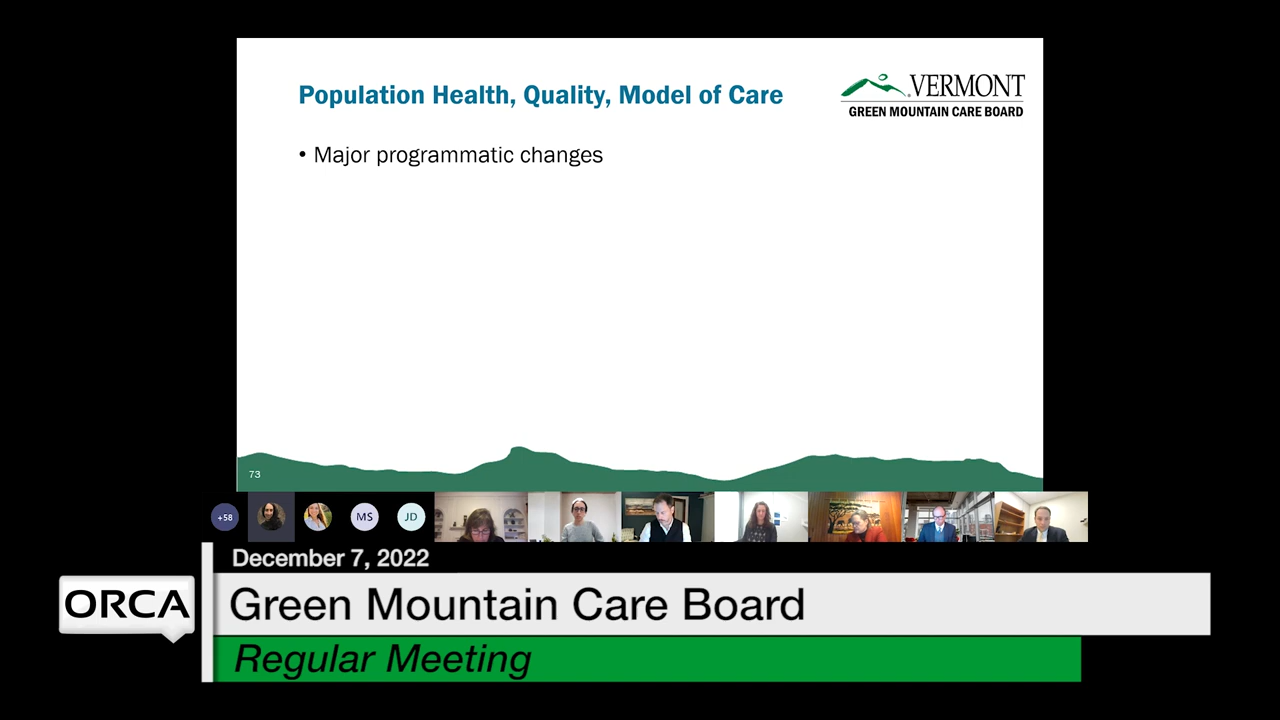 Population Health, Quality, Model of Care
VERMONT
GREEN MOUNTAIN CARE BOARD
• Major programmatic changes
73
+58
MS
JD
December 7, 2022
ORCA
Green Mountain Care Board
Regular Meeting